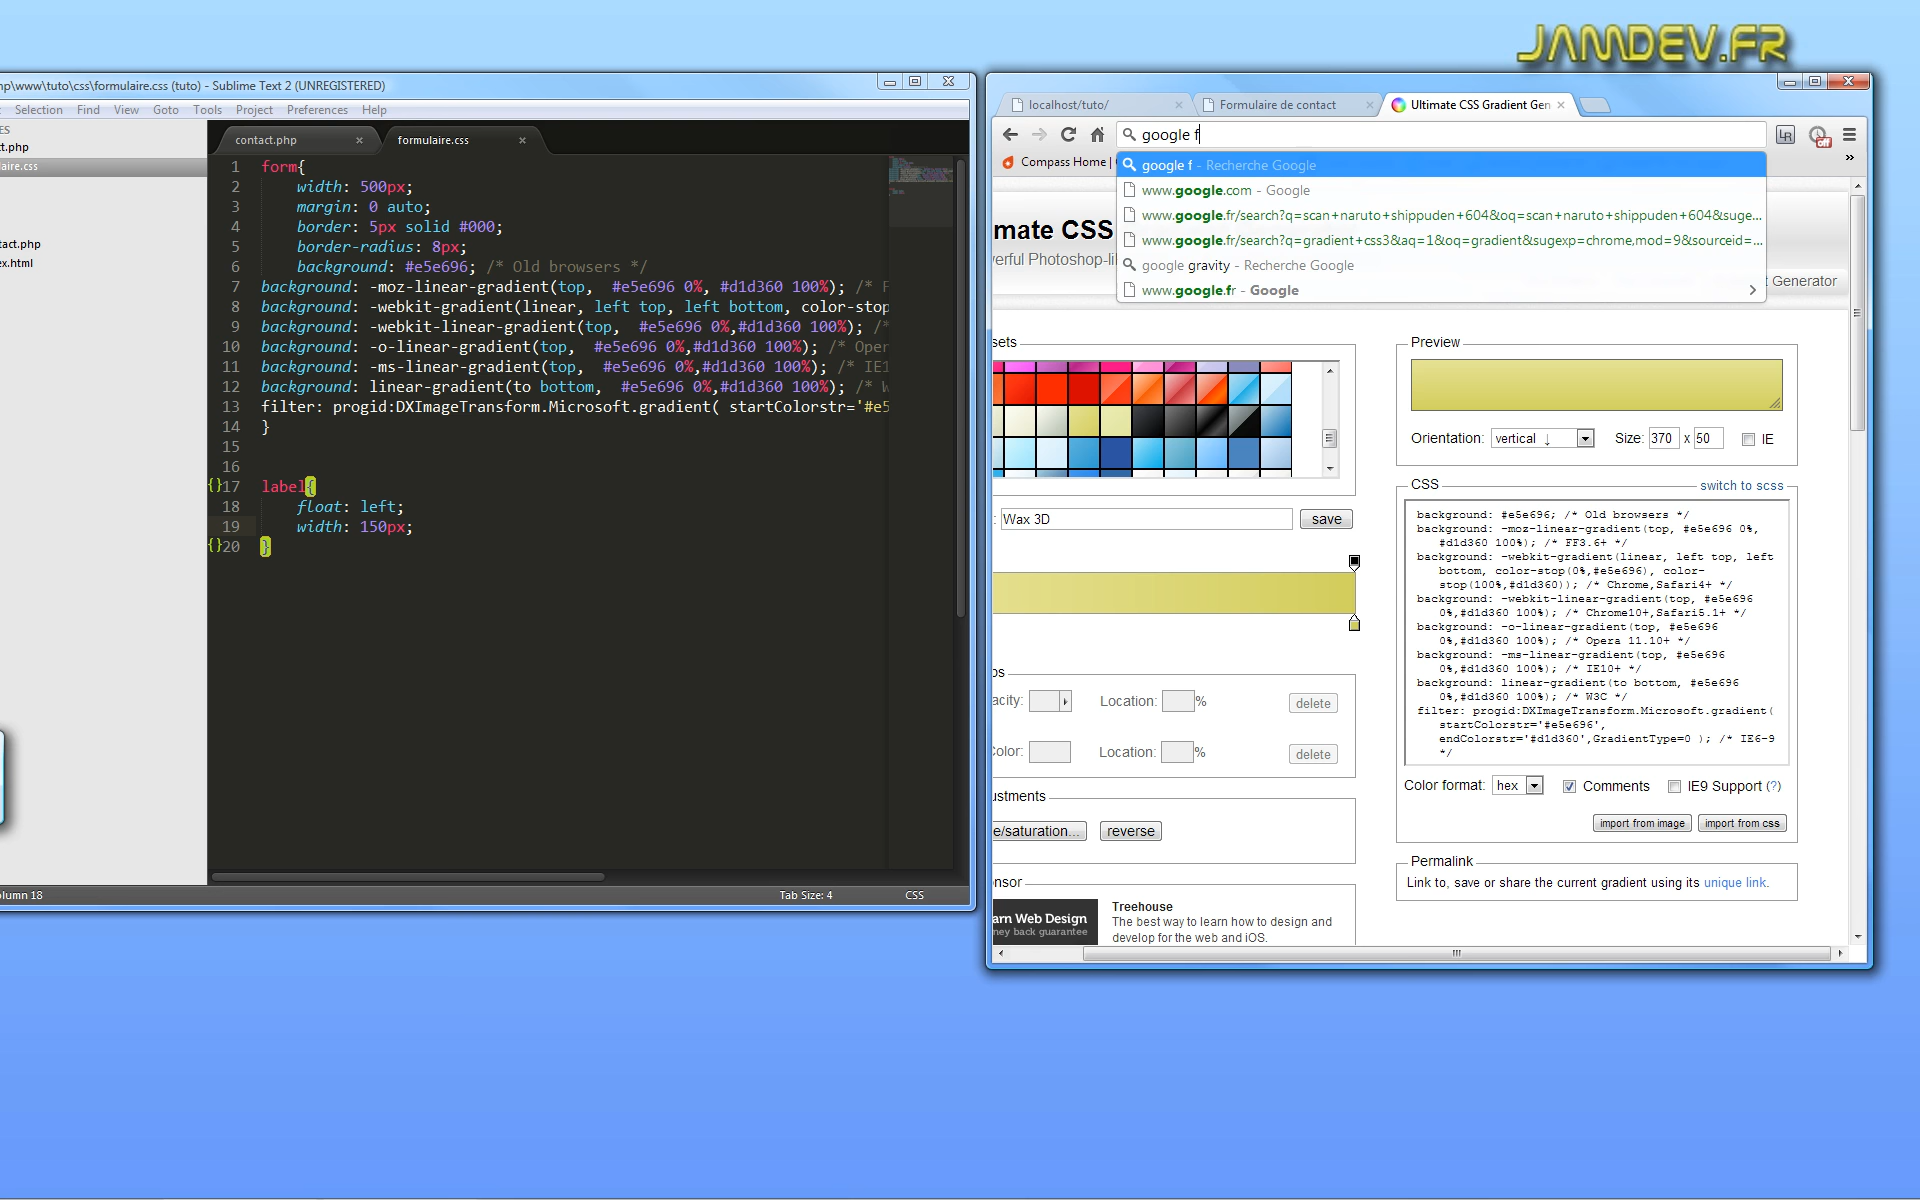 JAMDEV.FR
mp\www\tuto\css\formulaire.css (tuto) - Sublime Text 2 (UNREGISTERED)
Selection Find View Goto Tools Project Preferences Help
ES
ct.php
laire.css
tact.php
ex.html
contact.php × formulaire.css ×
1 form{
2 width: 500px;
3 margin: 0 auto;
4 border: 5px solid #000;
5 border-radius: 8px;
6 background: #e5e696; /* Old browsers */
7 background: -moz-linear-gradient(top, #e5e696 0%, #d1d360 100%); /* F
8 background: -webkit-gradient(linear, left top, left bottom, color-stop
9 background: -webkit-linear-gradient(top, #e5e696 0%,#d1d360 100%); /*
10 background: -o-linear-gradient(top, #e5e696 0%,#d1d360 100%); /* Oper
11 background: -ms-linear-gradient(top, #e5e696 0%,#d1d360 100%); /* IE1
12 background: linear-gradient(to bottom, #e5e696 0%,#d1d360 100%); /* W
13 filter: progid:DXImageTransform.Microsoft.gradient( startColorstr='#e5
14 }
15
16
{}17 label{
18 float: left;
19 width: 150px;
{}20 }
olumn 18 Tab Size: 4 CSS
localhost/tuto/ × Formulaire de contact × Ultimate CSS Gradient Gen ×
google f
LR off
Compass Home | »
google f - Recherche Google
www.google.com - Google
www.google.fr/search?q=scan+naruto+shippuden+604&oq=scan+naruto+shippuden+604&suge...
www.google.fr/search?q=gradient+css3&aq=1&oq=gradient&sugexp=chrome,mod=9&sourceid=...
google gravity - Recherche Google
www.google.fr - Google
mate CSS
verful Photoshop-li
t Generator
sets
: Wax 3D save
ps
acity: Location: % delete
Color: Location: % delete
ustments
e/saturation... reverse
nsor
arn Web Design
ney back guarantee
Treehouse
The best way to learn how to design and
develop for the web and iOS.
Preview
Orientation: vertical ↓ Size: 370 x 50 IE
CSS switch to scss
background: #e5e696; /* Old browsers */
background: -moz-linear-gradient(top, #e5e696 0%,
#d1d360 100%); /* FF3.6+ */
background: -webkit-gradient(linear, left top, left
bottom, color-stop(0%,#e5e696), color-
stop(100%,#d1d360)); /* Chrome,Safari4+ */
background: -webkit-linear-gradient(top, #e5e696
0%,#d1d360 100%); /* Chrome10+,Safari5.1+ */
background: -o-linear-gradient(top, #e5e696
0%,#d1d360 100%); /* Opera 11.10+ */
background: -ms-linear-gradient(top, #e5e696
0%,#d1d360 100%); /* IE10+ */
background: linear-gradient(to bottom, #e5e696
0%,#d1d360 100%); /* W3C */
filter: progid:DXImageTransform.Microsoft.gradient(
startColorstr='#e5e696',
endColorstr='#d1d360',GradientType=0 ); /* IE6-9
*/
Color format: hex Comments IE9 Support (?)
import from image import from css
Permalink
Link to, save or share the current gradient using its unique link.